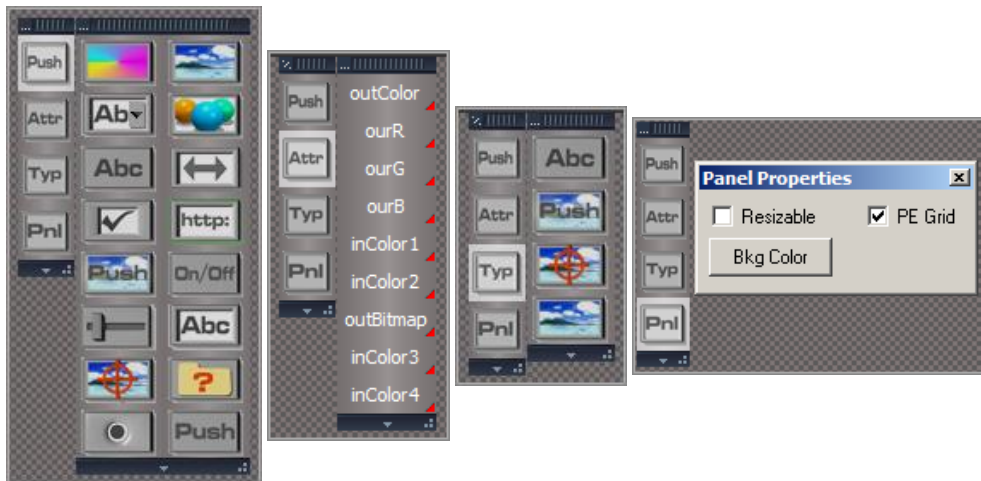 Push
Attr
Typ
Pnl
Ab
Abc
http:
Push
On/Off
Abc
?
Push
Push
Attr
Typ
Pnl
outColor
ourR
ourG
ourB
inColor1
inColor2
outBitmap
inColor3
inColor4
Push
Attr
Typ
Pnl
Abc
Push
Push
Attr
Typ
Pnl
Panel Properties
Resizable
PE Grid
Bkg Color